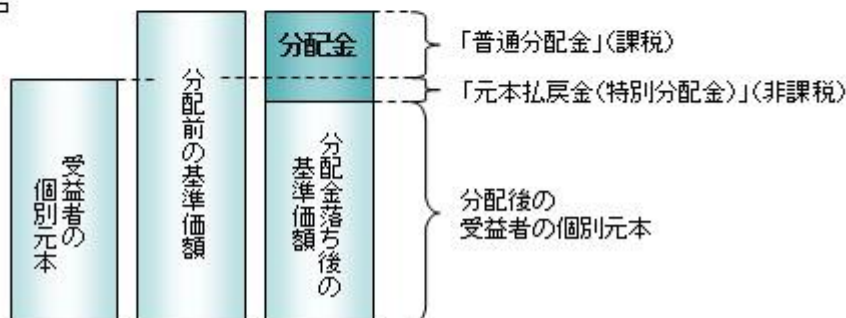 分配金
「普通分配金」(課税)
「元本払戻金(特別分配金)」(非課税)
受益者の
個別元本
分配前の基準価額
分配金落ち後の
基準価額
分配後の
受益者の個別元本